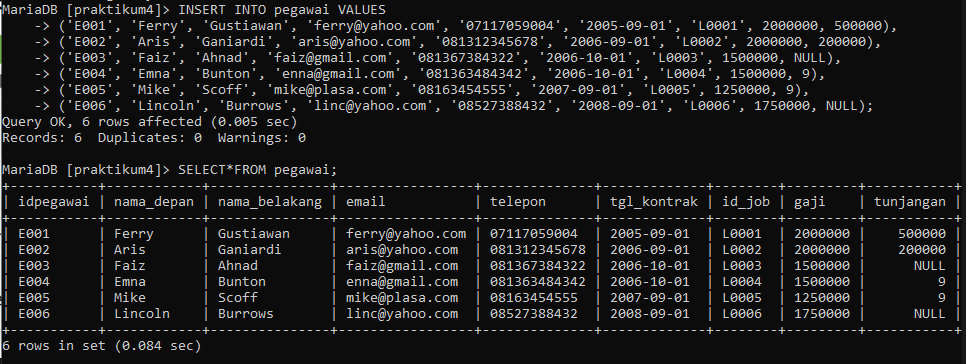 MariaDB [praktikum4]> INSERT INTO pegawai VALUES
    -> ('E001', 'Ferry', 'Gustiawan', 'ferry@yahoo.com', '07117059004', '2005-09-01', 'L0001', 2000000, 500000),
    -> ('E002', 'Aris', 'Ganiardi', 'aris@yahoo.com', '081312345678', '2006-09-01', 'L0002', 2000000, 200000),
    -> ('E003', 'Faiz', 'Ahnad', 'faiz@gmail.com', '081367384322', '2006-10-01', 'L0003', 1500000, NULL),
    -> ('E004', 'Emna', 'Bunton', 'enna@gmail.com', '081363484342', '2006-10-01', 'L0004', 1500000, 9),
    -> ('E005', 'Mike', 'Scoff', 'mike@plasa.com', '08163454555', '2007-09-01', 'L0005', 1250000, 9),
    -> ('E006', 'Lincoln', 'Burrows', 'linc@yahoo.com', '08527388432', '2008-09-01', 'L0006', 1750000, NULL);
Query OK, 6 rows affected (0.005 sec)
Records: 6  Duplicates: 0  Warnings: 0

MariaDB [praktikum4]> SELECT*FROM pegawai;
+-----------+------------+---------------+-----------------+--------------+-------------+--------+---------+-----------+
| idpegawai | nama_depan | nama_belakang | email           | telepon      | tgl_kontrak | id_job | gaji    | tunjangan |
+-----------+------------+---------------+-----------------+--------------+-------------+--------+---------+-----------+
| E001      | Ferry      | Gustiawan     | ferry@yahoo.com | 07117059004  | 2005-09-01  | L0001  | 2000000 |    500000 |
| E002      | Aris       | Ganiardi      | aris@yahoo.com  | 081312345678 | 2006-09-01  | L0002  | 2000000 |    200000 |
| E003      | Faiz       | Ahnad         | faiz@gmail.com  | 081367384322 | 2006-10-01  | L0003  | 1500000 |      NULL |
| E004      | Emna       | Bunton        | enna@gmail.com  | 081363484342 | 2006-10-01  | L0004  | 1500000 |         9 |
| E005      | Mike       | Scoff         | mike@plasa.com  | 08163454555  | 2007-09-01  | L0005  | 1250000 |         9 |
| E006      | Lincoln    | Burrows       | linc@yahoo.com  | 08527388432  | 2008-09-01  | L0006  | 1750000 |      NULL |
+-----------+------------+---------------+-----------------+--------------+-------------+--------+---------+-----------+
6 rows in set (0.084 sec)